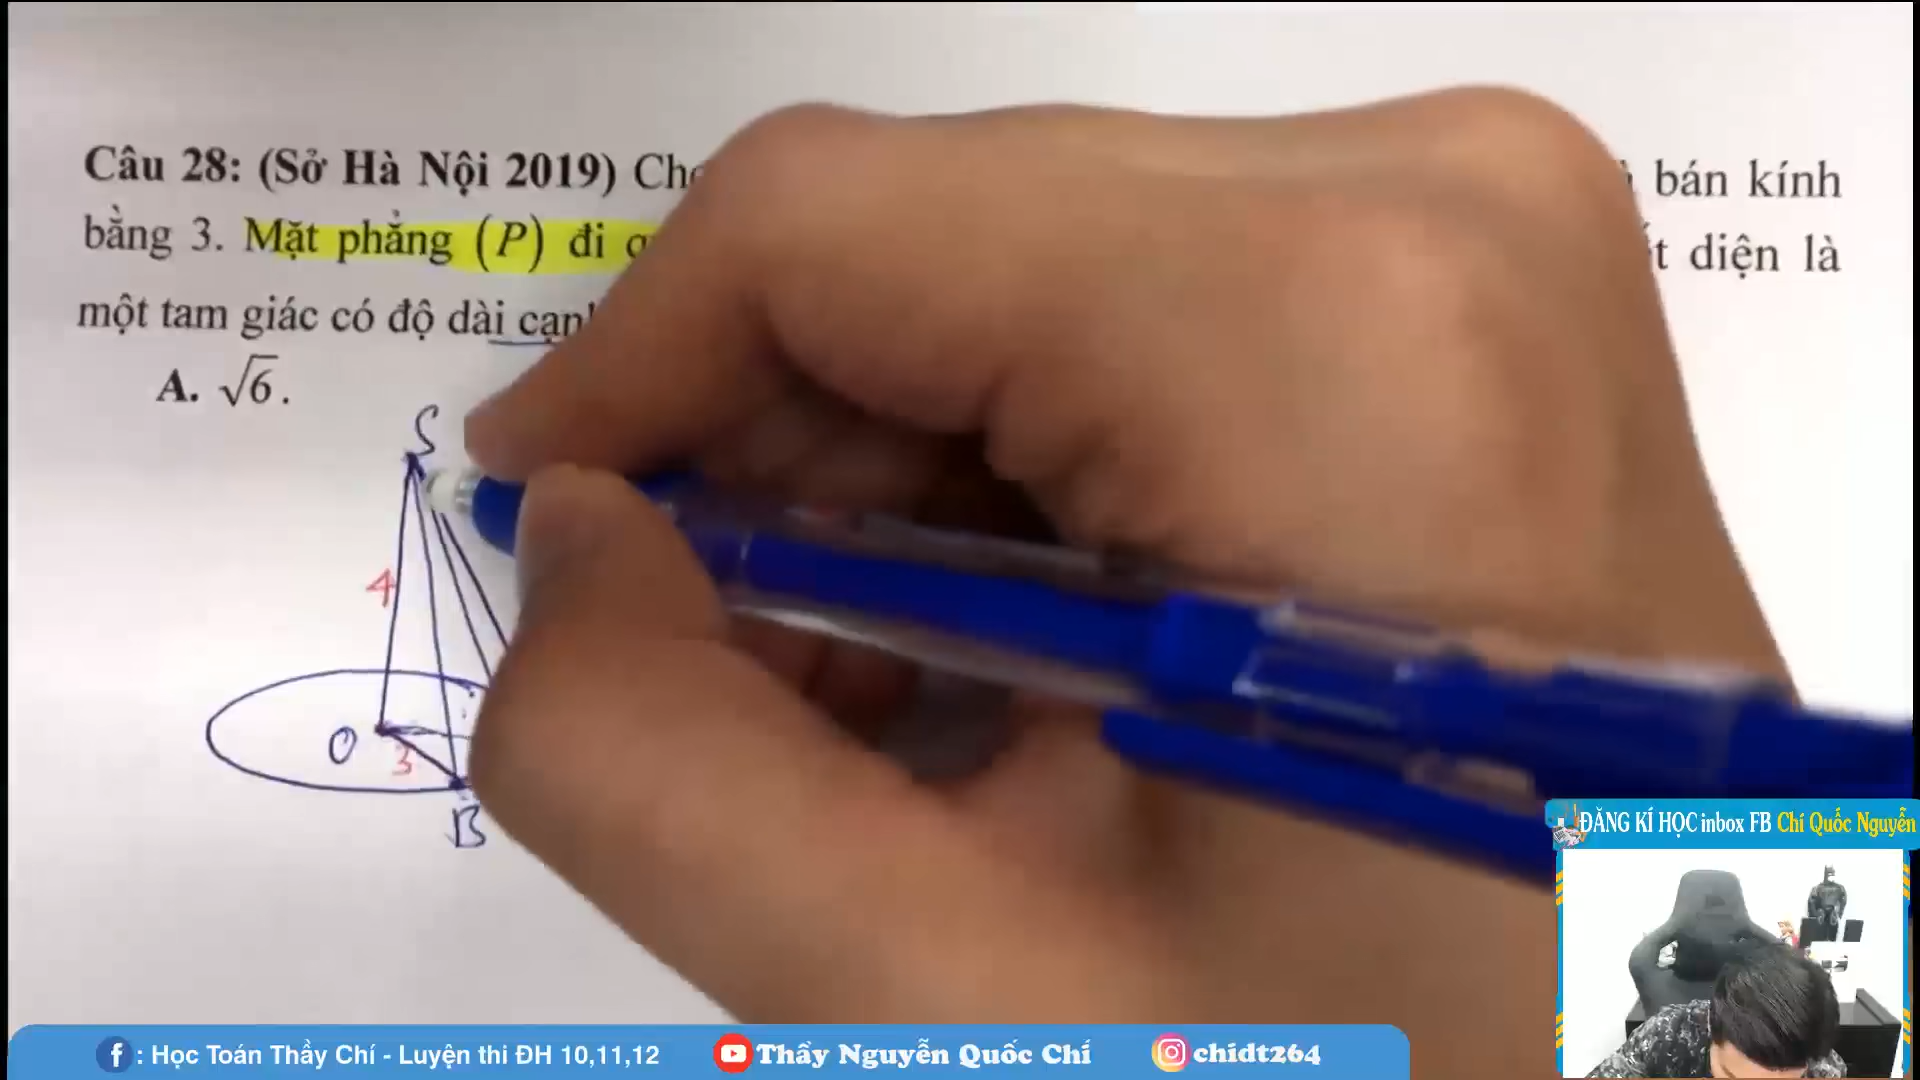 Câu 28: (Sở Hà Nội 2019)
bán kính
bằng 3. Mặt phẳng (P) đi
diện là
một tam giác có độ dài
A. √6.
S
4
O
3
B
ĐĂNG KÍ HỌC inbox FB Chí Quốc Nguyễn
: Học Toán Thầy Chí - Luyện thi ĐH 10,11,12
Thầy Nguyễn Quốc Chí
chidt264